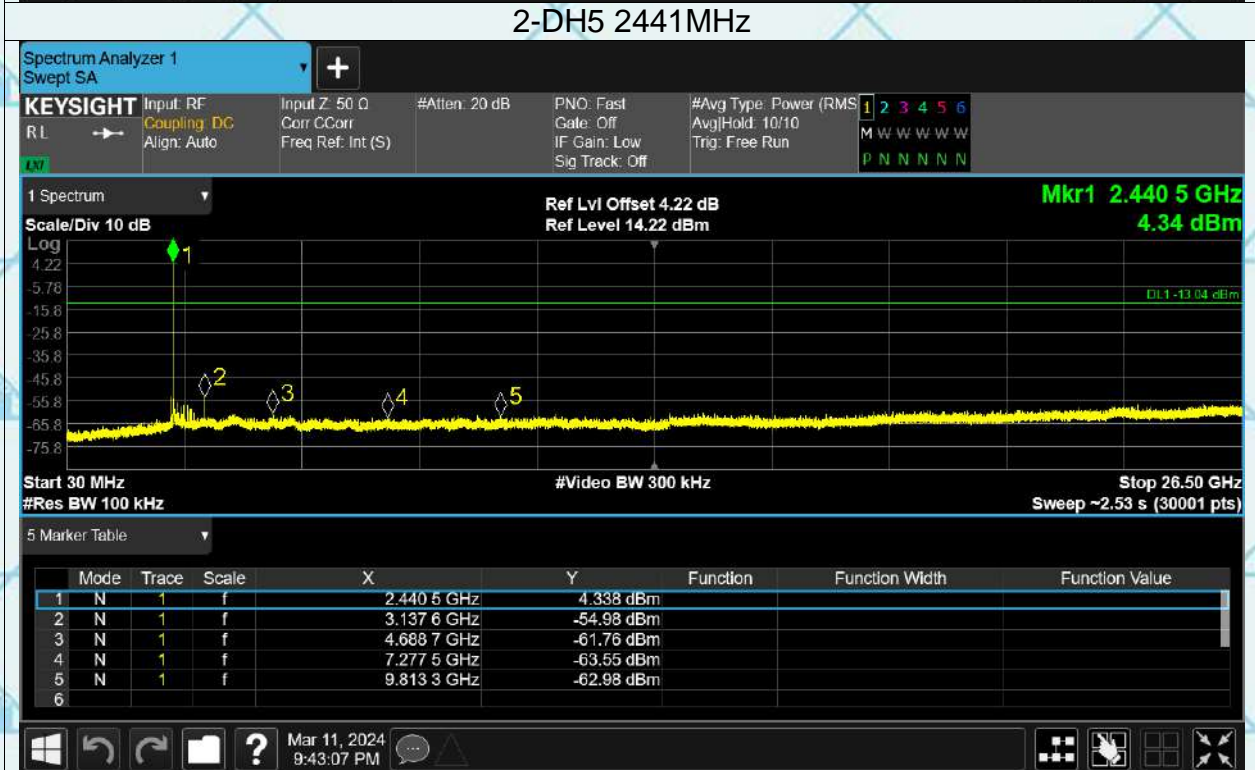 2-DH5 2441MHz
Spectrum Analyzer 1
Swept SA
KEYSIGHT
RL
LXI
Input: RF
Coupling: DC
Align: Auto
Input Z: 50 Ω
Corr CCorr
Freq Ref: Int (S)
#Atten: 20 dB
PNO: Fast
Gate: Off
IF Gain: Low
Sig Track: Off
#Avg Type: Power (RMS
Avg|Hold: 10/10
Trig: Free Run
1 2 3 4 5 6
M W W W W W
P N N N N N
1 Spectrum
Scale/Div 10 dB
Ref Lvl Offset 4.22 dB
Ref Level 14.22 dBm
Mkr1 2.440 5 GHz
4.34 dBm
Log
4.22
-5.78
-15.8
-25.8
-35.8
-45.8
-55.8
-65.8
-75.8
1
2
3
4
5
DL1 -13.04 dBm
Start 30 MHz
#Res BW 100 kHz
#Video BW 300 kHz
Stop 26.50 GHz
Sweep ~2.53 s (30001 pts)
5 Marker Table
Mode Trace Scale X Y Function Function Width Function Value
1 N 1 f 2.440 5 GHz 4.338 dBm
2 N 1 f 3.137 6 GHz -54.98 dBm
3 N 1 f 4.688 7 GHz -61.76 dBm
4 N 1 f 7.277 5 GHz -63.55 dBm
5 N 1 f 9.813 3 GHz -62.98 dBm
6
?
Mar 11, 2024
9:43:07 PM